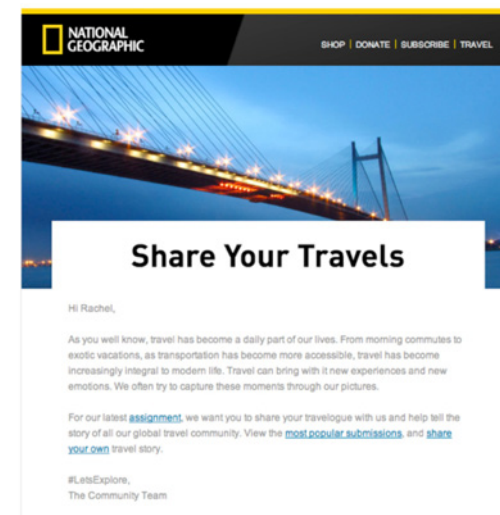 NATIONAL
GEOGRAPHIC
SHOP | DONATE | SUBSCRIBE | TRAVEL
Share Your Travels
Hi Rachel,
As you well know, travel has become a daily part of our lives. From morning commutes to
exotic vacations, as transportation has become more accessible, travel has become
increasingly integral to modern life. Travel can bring with it new experiences and new
emotions. We often try to capture these moments through our pictures.
For our latest assignment, we want you to share your travelogue with us and help tell the
story of all our global travel community. View the most popular submissions, and share
your own travel story.
#LetsExplore,
The Community Team